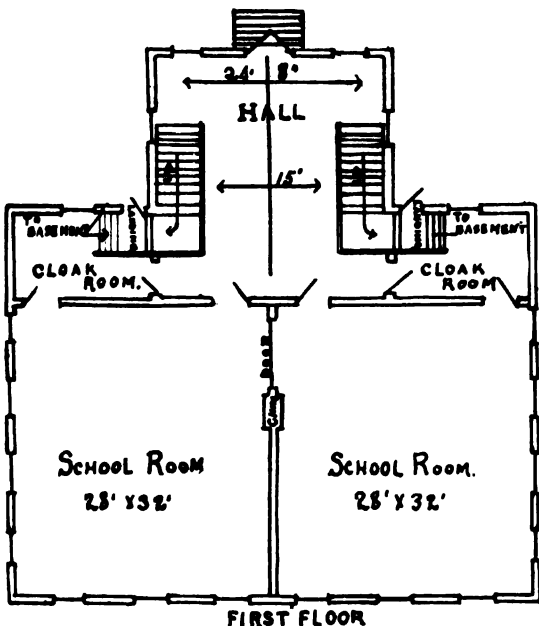 24' 8"
HALL
15'
TO
BASEMENT
TO
BASEMENT
CLOAK
ROOM.
CLOAK
ROOM
DOOR
SCHOOL ROOM
28' X 32'
SCHOOL ROOM.
28' X 32'
FIRST FLOOR